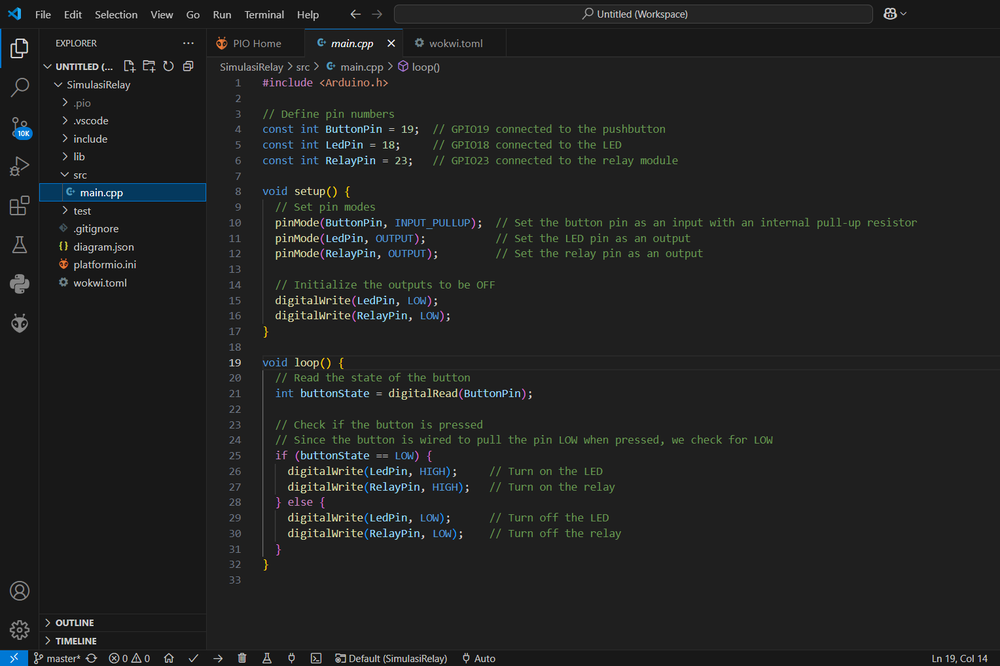 File Edit Selection View Go Run Terminal Help
Untitled (Workspace)
EXPLORER
UNTITLED (...
SimulasiRelay
.pio
.vscode
include
lib
src
main.cpp
test
.gitignore
diagram.json
platformio.ini
wokwi.toml
OUTLINE
TIMELINE
10K
PIO Home main.cpp wokwi.toml
SimulasiRelay > src > main.cpp > loop()
1 #include <Arduino.h>
2
3 // Define pin numbers
4 const int ButtonPin = 19;  // GPIO19 connected to the pushbutton
5 const int LedPin = 18;     // GPIO18 connected to the LED
6 const int RelayPin = 23;   // GPIO23 connected to the relay module
7
8 void setup() {
9   // Set pin modes
10   pinMode(ButtonPin, INPUT_PULLUP);  // Set the button pin as an input with an internal pull-up resistor
11   pinMode(LedPin, OUTPUT);           // Set the LED pin as an output
12   pinMode(RelayPin, OUTPUT);         // Set the relay pin as an output
13
14   // Initialize the outputs to be OFF
15   digitalWrite(LedPin, LOW);
16   digitalWrite(RelayPin, LOW);
17 }
18
19 void loop() {
20   // Read the state of the button
21   int buttonState = digitalRead(ButtonPin);
22
23   // Check if the button is pressed
24   // Since the button is wired to pull the pin LOW when pressed, we check for LOW
25   if (buttonState == LOW) {
26     digitalWrite(LedPin, HIGH);     // Turn on the LED
27     digitalWrite(RelayPin, HIGH);   // Turn on the relay
28   } else {
29     digitalWrite(LedPin, LOW);      // Turn off the LED
30     digitalWrite(RelayPin, LOW);    // Turn off the relay
31   }
32 }
33
master* 0 0 Default (SimulasiRelay) Auto Ln 19, Col 14